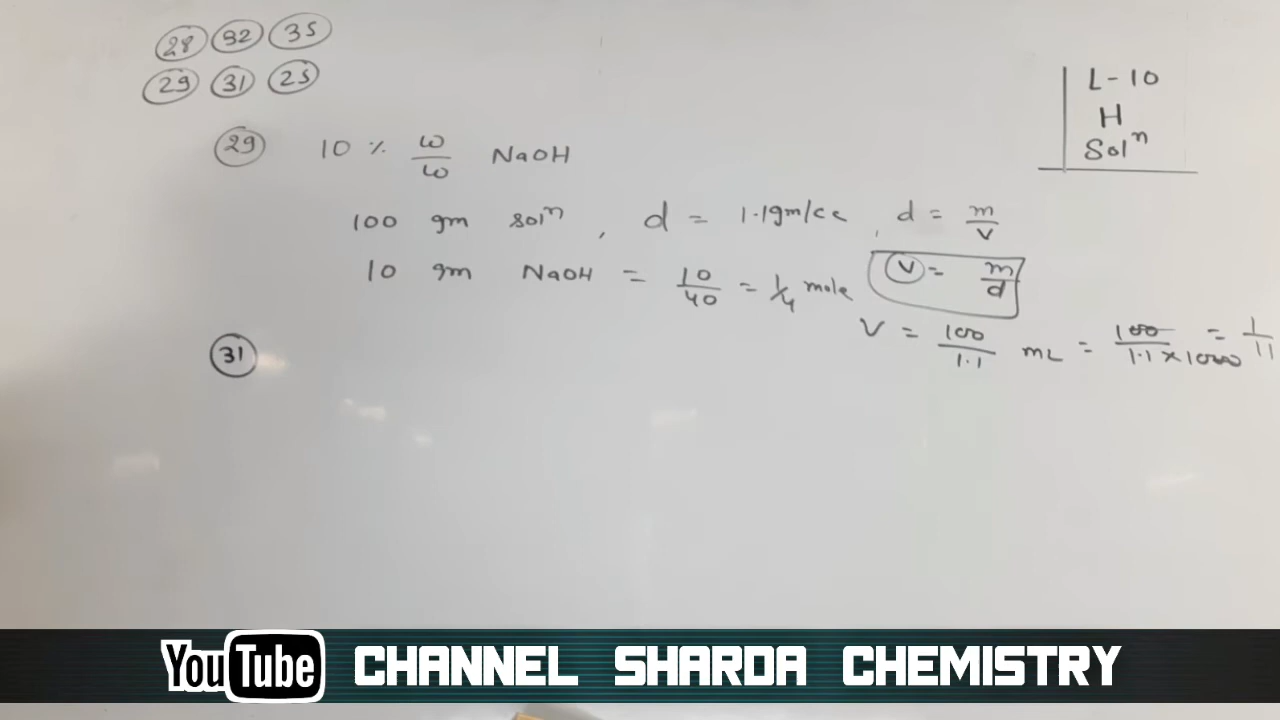 28 32 35
29 31 25
L-10
H
Solⁿ
29 10 % w/w NaOH
100 gm solⁿ, d = 1.1gm/cc, d = m/v
10 gm NaOH = 10/40 = 1/4 mole v = m/d
V = 100/1.1 mL = 100/1.1×1000 = 1/11
31
YouTube CHANNEL SHARDA CHEMISTRY